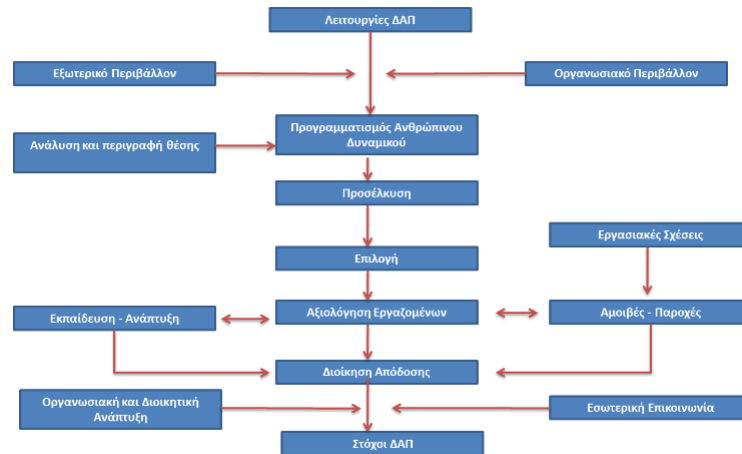 Λειτουργίες ΔΑΠ
Εξωτερικό Περιβάλλον
Οργανωσιακό Περιβάλλον
Προγραμματισμός Ανθρώπινου
Δυναμικού
Ανάλυση και περιγραφή θέσης
Προσέλκυση
Εργασιακές Σχέσεις
Επιλογή
Εκπαίδευση - Ανάπτυξη
Αξιολόγηση Εργαζομένων
Αμοιβές - Παροχές
Διοίκηση Απόδοσης
Οργανωσιακή και Διοικητική
Ανάπτυξη
Εσωτερική Επικοινωνία
Στόχοι ΔΑΠ